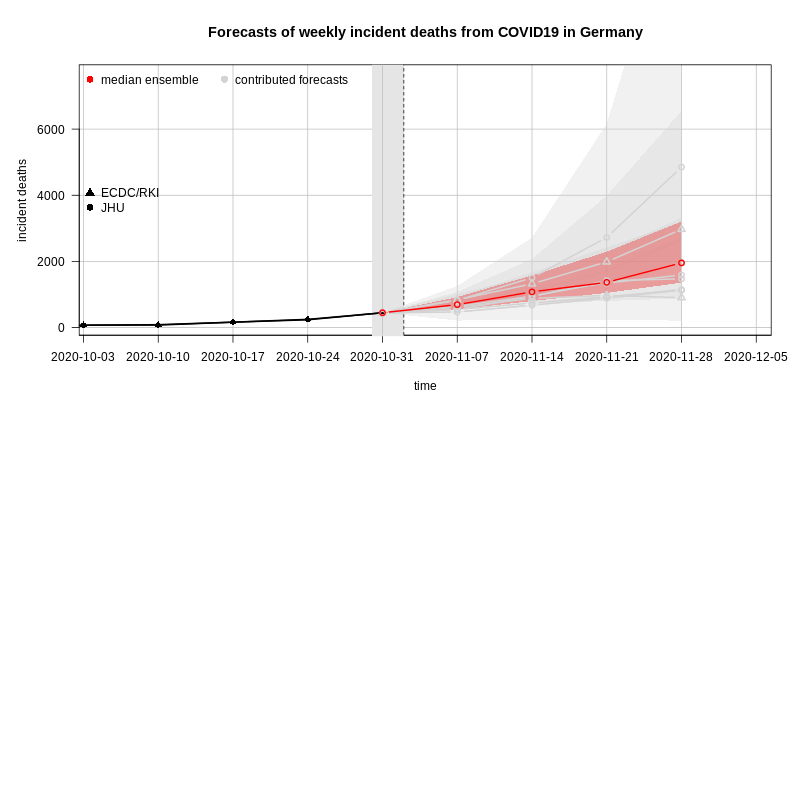 Forecasts of weekly incident deaths from COVID19 in Germany
median ensemble contributed forecasts
6000
ECDC/RKI
4000
JHU
incident deaths
2000
0
2020-10-03 2020-10-10 2020-10-17 2020-10-24 2020-10-31 2020-11-07 2020-11-14 2020-11-21 2020-11-28 2020-12-05
time